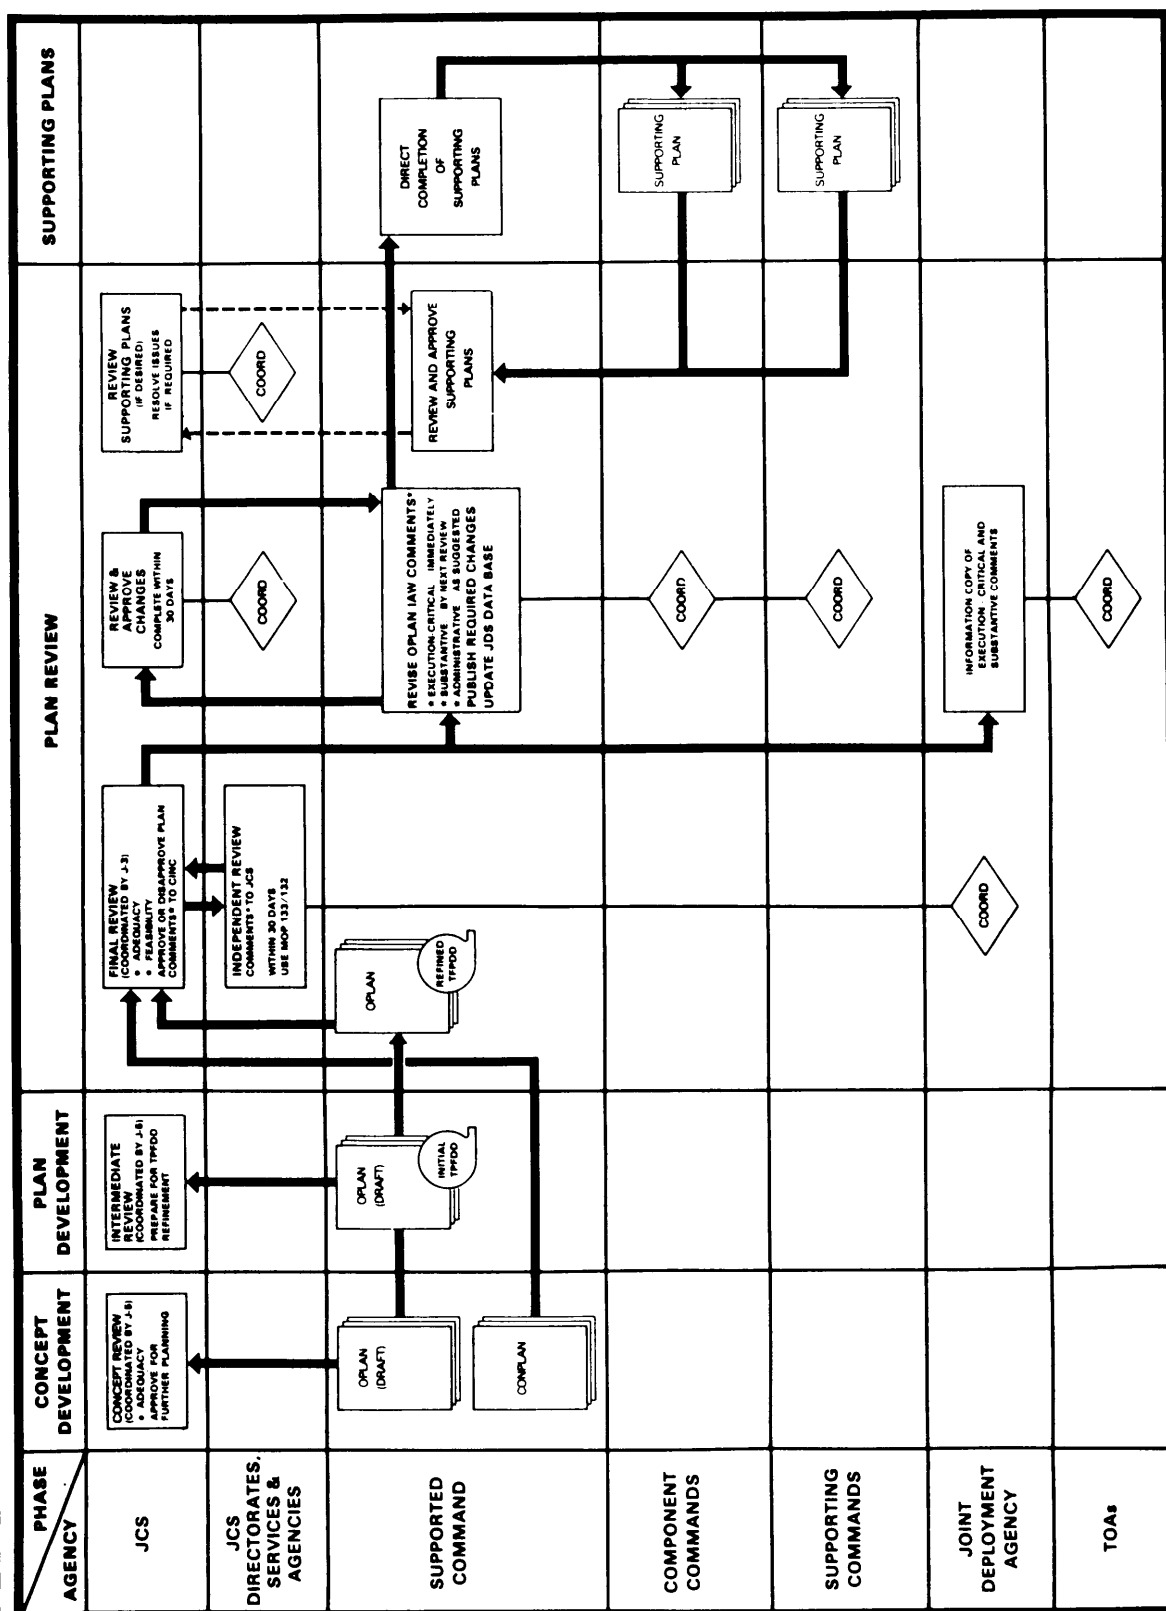 PHASE
AGENCY
CONCEPT
DEVELOPMENT
PLAN
DEVELOPMENT
PLAN REVIEW
SUPPORTING PLANS
JCS
CONCEPT REVIEW
(COORDINATED BY J-5)
• ADEQUACY
APPROVE FOR
FURTHER PLANNING
INTERMEDIATE
REVIEW
(COORDINATED BY J-5)
PREPARE FOR TPFDD
REFINEMENT
FINAL REVIEW
(COORDINATED BY J-3)
• ADEQUACY
• FEASIBILITY
APPROVE OR DISAPPROVE PLAN
COMMENTS* TO CINC
REVIEW &
APPROVE
CHANGES
COMPLETE WITHIN
30 DAYS
REVIEW
SUPPORTING PLANS
(IF DESIRED)
RESOLVE ISSUES
IF REQUIRED
JCS
DIRECTORATES,
SERVICES &
AGENCIES
INDEPENDENT REVIEW
COMMENTS* TO JCS
WITHIN 30 DAYS
USE MOP 133/132
COORD
COORD
SUPPORTED
COMMAND
OPLAN
(DRAFT)
CONPLAN
OPLAN
(DRAFT)
INITIAL
TPFDD
OPLAN
REFINED
TFPDD
REVISE OPLAN IAW COMMENTS*
* EXECUTION-CRITICAL IMMEDIATELY
* SUBSTANTIVE BY NEXT REVIEW
* ADMINISTRATIVE AS SUGGESTED
PUBLISH REQUIRED CHANGES
UPDATE JDS DATA BASE
REVIEW AND APPROVE
SUPPORTING
PLANS
DIRECT
COMPLETION
OF
SUPPORTING
PLANS
COMPONENT
COMMANDS
COORD
SUPPORTING
PLAN
SUPPORTING
COMMANDS
COORD
SUPPORTING
PLAN
JOINT
DEPLOYMENT
AGENCY
COORD
INFORMATION COPY OF
EXECUTION CRITICAL AND
SUBSTANTIVE COMMENTS
TOAs
COORD